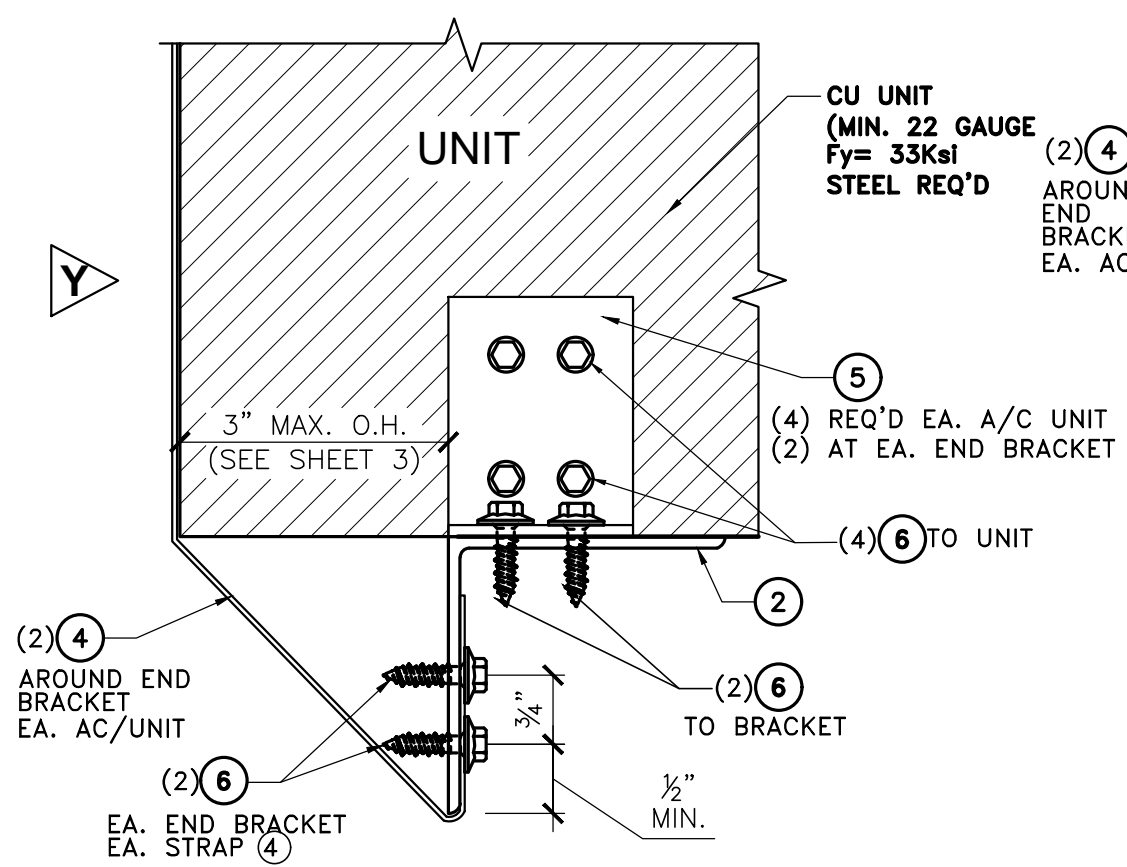 UNIT
CU UNIT
(MIN. 22 GAUGE
Fy= 33Ksi
STEEL REQ'D
(2) 4
AROUN
END
BRACK
EA. AC
Y
3" MAX. O.H.
(SEE SHEET 3)
5
(4) REQ'D EA. A/C UNIT
(2) AT EA. END BRACKET
(4) 6 TO UNIT
2
(2) 4
AROUND END
BRACKET
EA. AC/UNIT
(2) 6
TO BRACKET
3/4"
1/2"
MIN.
(2) 6
EA. END BRACKET
EA. STRAP 4